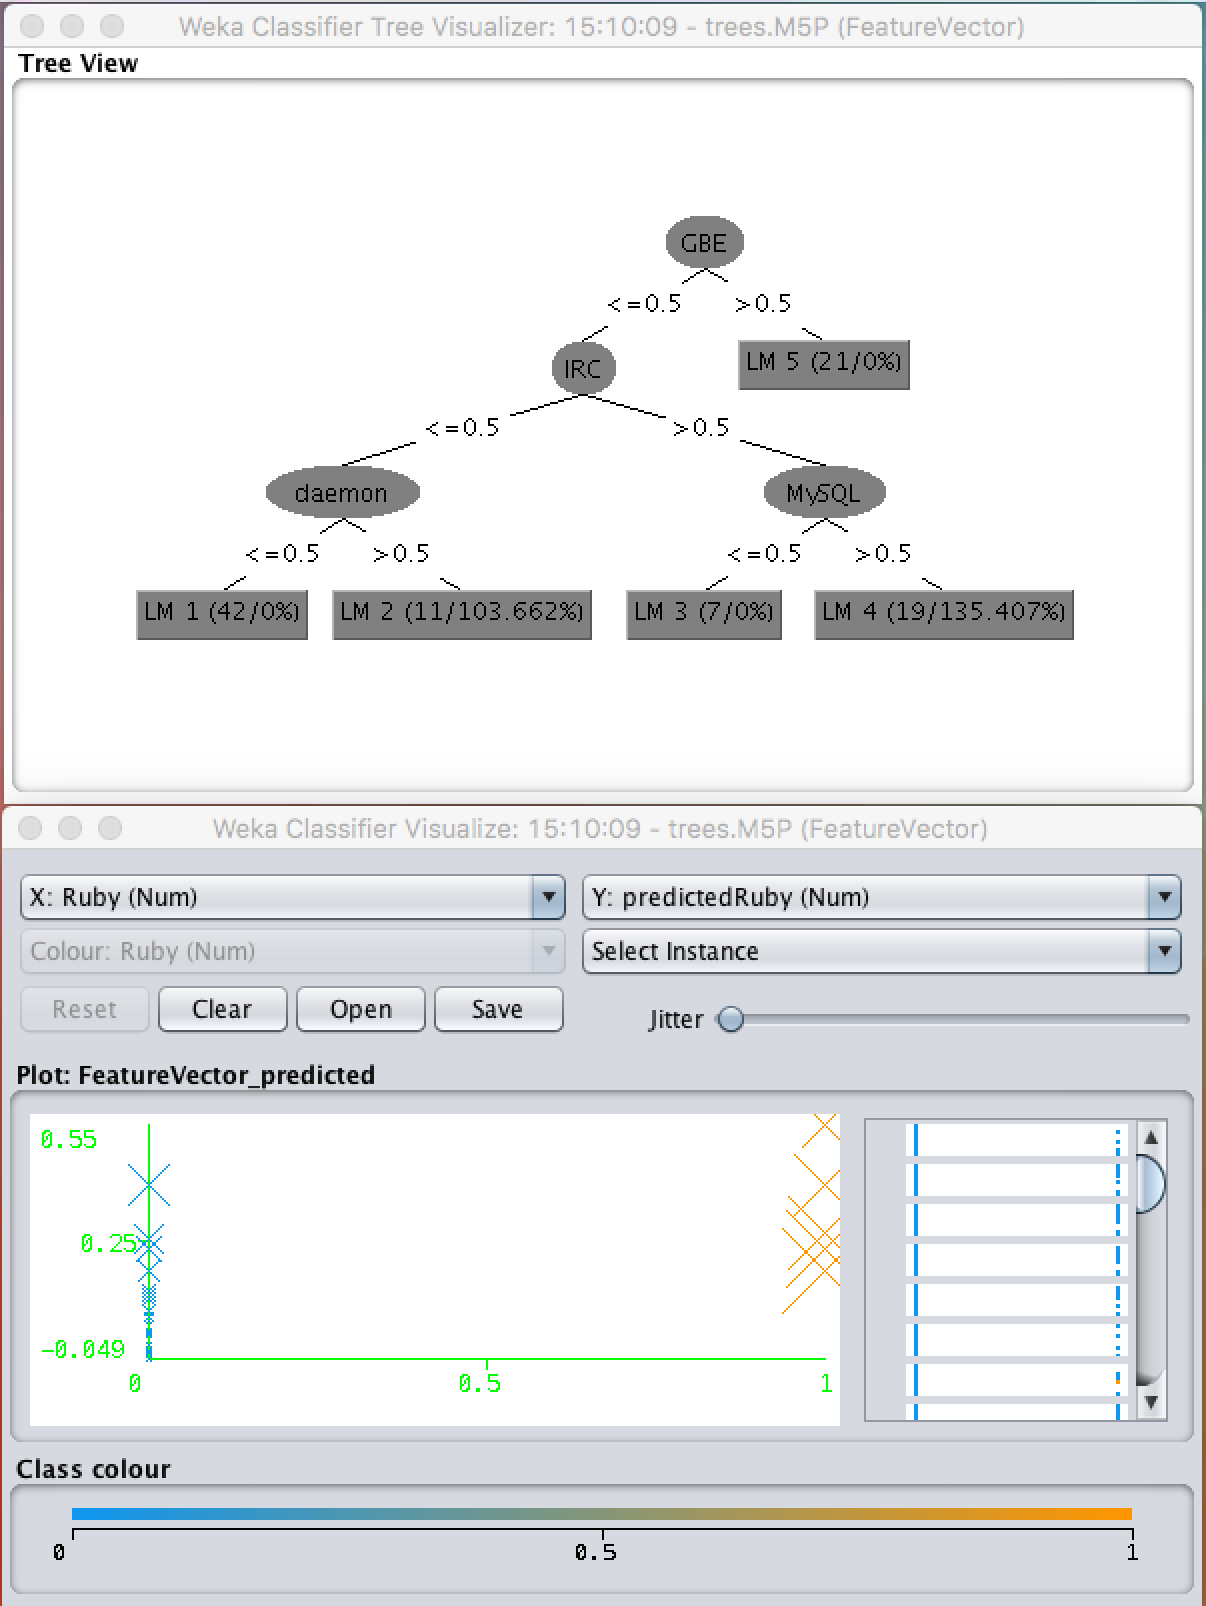 Weka Classifier Tree Visualizer: 15:10:09 - trees.M5P (FeatureVector)
Tree View
GBE
<=0.5 >0.5
IRC LM 5 (21/0%)
<=0.5 >0.5
daemon MySQL
<=0.5 >0.5 <=0.5 >0.5
LM 1 (42/0%) LM 2 (11/103.662%) LM 3 (7/0%) LM 4 (19/135.407%)
Weka Classifier Visualize: 15:10:09 - trees.M5P (FeatureVector)
X: Ruby (Num) Y: predictedRuby (Num)
Colour: Ruby (Num) Select Instance
Reset Clear Open Save Jitter
Plot: FeatureVector_predicted
0.55
0.25
-0.049
0 0.5 1
Class colour
0 0.5 1